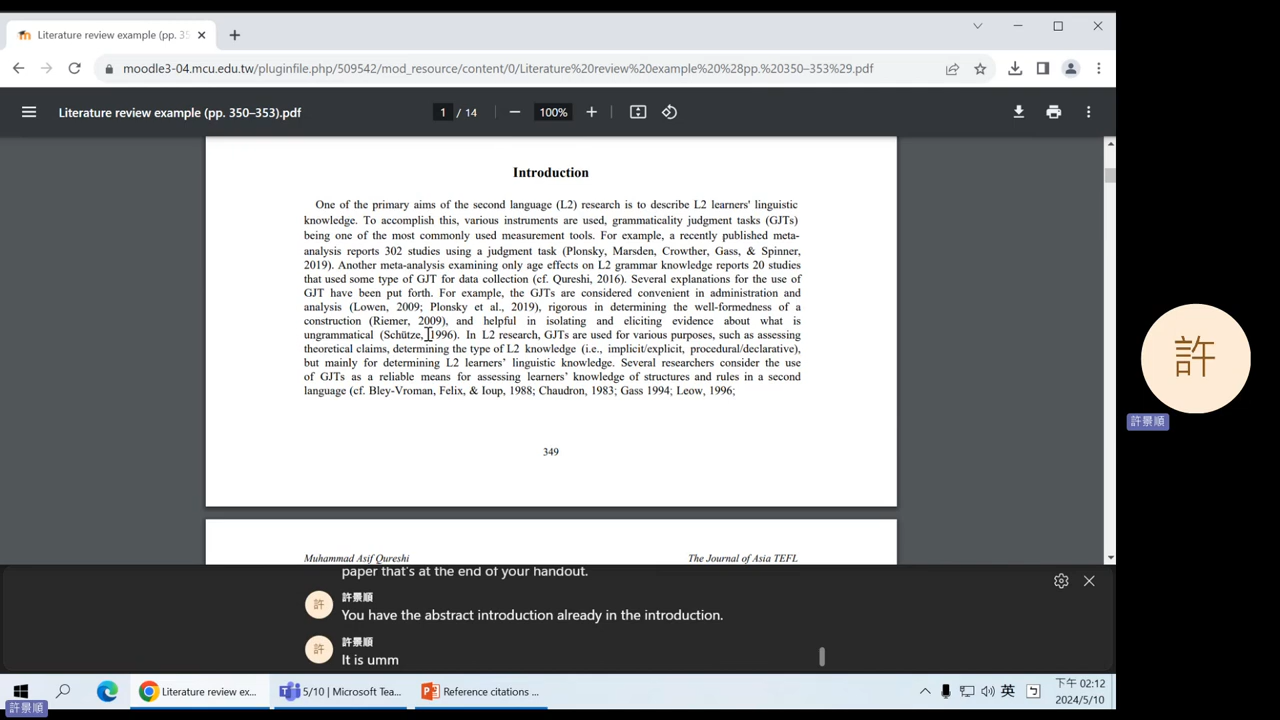 Literature review example (pp. 35
moodle3-04.mcu.edu.tw/pluginfile.php/509542/mod_resource/content/0/Literature%20review%20example%20%28pp.%20350–353%29.pdf
Literature review example (pp. 350–353).pdf
1 / 14
100%
Introduction
One of the primary aims of the second language (L2) research is to describe L2 learners' linguistic
knowledge. To accomplish this, various instruments are used, grammaticality judgment tasks (GJTs)
being one of the most commonly used measurement tools. For example, a recently published meta-
analysis reports 302 studies using a judgment task (Plonsky, Marsden, Crowther, Gass, & Spinner,
2019). Another meta-analysis examining only age effects on L2 grammar knowledge reports 20 studies
that used some type of GJT for data collection (cf. Qureshi, 2016). Several explanations for the use of
GJT have been put forth. For example, the GJTs are considered convenient in administration and
analysis (Lowen, 2009; Plonsky et al., 2019), rigorous in determining the well-formedness of a
construction (Riemer, 2009), and helpful in isolating and eliciting evidence about what is
ungrammatical (Schütze, 1996). In L2 research, GJTs are used for various purposes, such as assessing
theoretical claims, determining the type of L2 knowledge (i.e., implicit/explicit, procedural/declarative),
but mainly for determining L2 learners’ linguistic knowledge. Several researchers consider the use
of GJTs as a reliable means for assessing learners’ knowledge of structures and rules in a second
language (cf. Bley-Vroman, Felix, & Ioup, 1988; Chaudron, 1983; Gass 1994; Leow, 1996;
349
Muhammad Asif Qureshi
The Journal of Asia TEFL
paper that's at the end of your handout.
許
許景順
You have the abstract introduction already in the introduction.
許
許景順
It is umm
許
許景順
Literature review ex...
5/10 | Microsoft Tea...
Reference citations ...
英
ㄅ
下午 02:12
2024/5/10
許景順